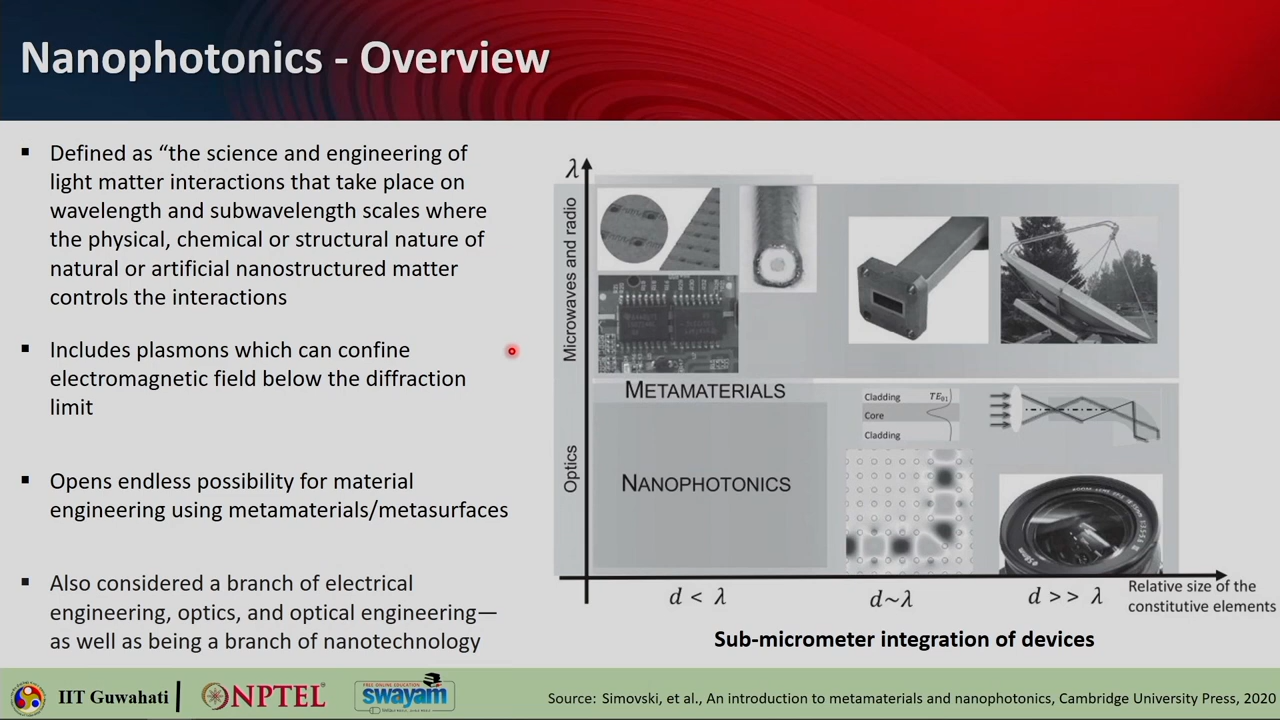 Nanophotonics - Overview
▪ Defined as “the science and engineering of
light matter interactions that take place on
wavelength and subwavelength scales where
the physical, chemical or structural nature of
natural or artificial nanostructured matter
controls the interactions
▪ Includes plasmons which can confine
electromagnetic field below the diffraction
limit
▪ Opens endless possibility for material
engineering using metamaterials/metasurfaces
▪ Also considered a branch of electrical
engineering, optics, and optical engineering—
as well as being a branch of nanotechnology
λ
Microwaves and radio
Optics
METAMATERIALS
NANOPHOTONICS
Cladding TE₀₁
Core
Cladding
d < λ
d~λ
d >> λ
Relative size of the
constitutive elements
Sub-micrometer integration of devices
IIT Guwahati
NPTEL
FREE ONLINE EDUCATION
swayam
Source: Simovski, et al., An introduction to metamaterials and nanophotonics, Cambridge University Press, 2020